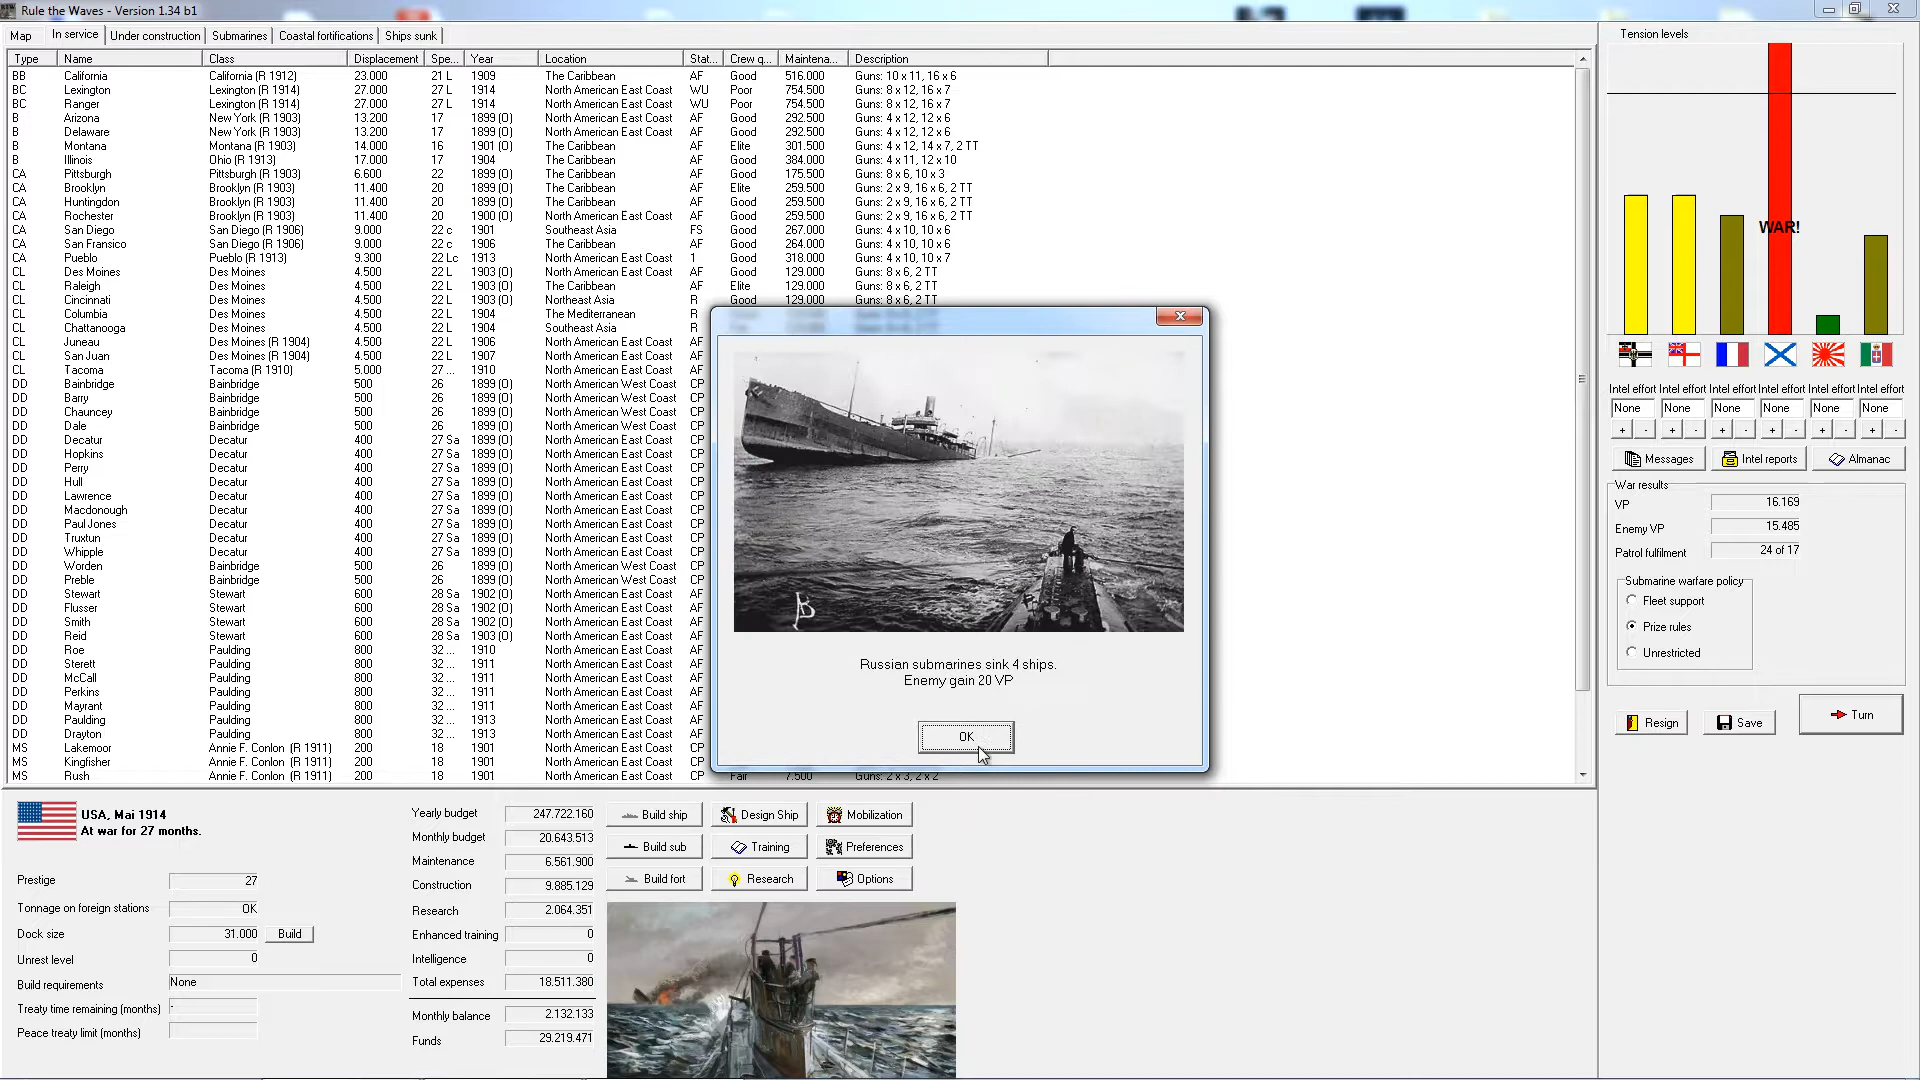 Rule the Waves - Version 1.34 b1
Map In service Under construction Submarines Coastal fortifications Ships sunk
Type Name Class Displacement Spe... Year Location Stat... Crew q... Maintena... Description
BB California California (R 1912) 23.000 21 L 1909 The Caribbean AF Good 516.000 Guns: 10 x 11, 16 x 6
BC Lexington Lexington (R 1914) 27.000 27 L 1914 North American East Coast WU Poor 754.500 Guns: 8 x 12, 16 x 7
BC Ranger Lexington (R 1914) 27.000 27 L 1914 North American East Coast WU Poor 754.500 Guns: 8 x 12, 16 x 7
B Arizona New York (R 1903) 13.200 17 1899 (O) North American East Coast AF Good 292.500 Guns: 4 x 12, 12 x 6
B Delaware New York (R 1903) 13.200 17 1899 (O) North American East Coast AF Good 292.500 Guns: 4 x 12, 12 x 6
B Montana Montana (R 1903) 14.000 16 1901 (O) The Caribbean AF Elite 301.500 Guns: 4 x 12, 14 x 7, 2 TT
B Illinois Ohio (R 1913) 17.000 17 1904 The Caribbean AF Good 384.000 Guns: 4 x 11, 12 x 10
CA Pittsburgh Pittsburgh (R 1903) 6.600 22 1899 (O) The Caribbean AF Good 175.500 Guns: 8 x 6, 10 x 3
CA Brooklyn Brooklyn (R 1903) 11.400 20 1899 (O) The Caribbean AF Elite 259.500 Guns: 2 x 9, 16 x 6, 2 TT
CA Huntingdon Brooklyn (R 1903) 11.400 20 1899 (O) The Caribbean AF Good 259.500 Guns: 2 x 9, 16 x 6, 2 TT
CA Rochester Brooklyn (R 1903) 11.400 20 1900 (O) North American East Coast AF Good 259.500 Guns: 2 x 9, 16 x 6, 2 TT
CA San Diego San Diego (R 1906) 9.000 22 c 1901 Southeast Asia FS Good 267.000 Guns: 4 x 10, 10 x 6
CA San Fransico San Diego (R 1906) 9.000 22 c 1906 The Caribbean AF Good 264.000 Guns: 4 x 10, 10 x 6
CA Pueblo Pueblo (R 1913) 9.300 22 Lc 1913 North American East Coast 1 Good 318.000 Guns: 4 x 10, 10 x 7
CL Des Moines Des Moines 4.500 22 L 1903 (O) North American East Coast AF Good 129.000 Guns: 8 x 6, 2 TT
CL Raleigh Des Moines 4.500 22 L 1903 (O) The Caribbean AF Elite 129.000 Guns: 8 x 6, 2 TT
CL Cincinnati Des Moines 4.500 22 L 1903 (O) Northeast Asia R Good 129.000 Guns: 8 x 6, 2 TT
CL Columbia Des Moines 4.500 22 L 1904 The Mediterranean R
CL Chattanooga Des Moines 4.500 22 L 1904 Southeast Asia R
CL Juneau Des Moines (R 1904) 4.500 22 L 1906 North American East Coast AF
CL San Juan Des Moines (R 1904) 4.500 22 L 1907 North American East Coast AF
CL Tacoma Tacoma (R 1910) 5.000 27 ... 1910 North American East Coast AF
DD Bainbridge Bainbridge 500 26 1899 (O) North American West Coast CP
DD Barry Bainbridge 500 26 1899 (O) North American West Coast CP
DD Chauncey Bainbridge 500 26 1899 (O) North American West Coast CP
DD Dale Bainbridge 500 26 1899 (O) North American West Coast CP
DD Decatur Decatur 400 27 Sa 1899 (O) North American East Coast CP
DD Hopkins Decatur 400 27 Sa 1899 (O) North American East Coast CP
DD Perry Decatur 400 27 Sa 1899 (O) North American East Coast CP
DD Hull Decatur 400 27 Sa 1899 (O) North American East Coast CP
DD Lawrence Decatur 400 27 Sa 1899 (O) North American East Coast CP
DD Macdonough Decatur 400 27 Sa 1899 (O) North American East Coast CP
DD Paul Jones Decatur 400 27 Sa 1899 (O) North American East Coast CP
DD Truxtun Decatur 400 27 Sa 1899 (O) North American East Coast CP
DD Whipple Decatur 400 27 Sa 1899 (O) North American East Coast CP
DD Worden Bainbridge 500 26 1899 (O) North American West Coast CP
DD Preble Bainbridge 500 26 1899 (O) North American West Coast CP
DD Stewart Stewart 600 28 Sa 1902 (O) North American East Coast AF
DD Flusser Stewart 600 28 Sa 1902 (O) North American East Coast AF
DD Smith Stewart 600 28 Sa 1902 (O) North American East Coast AF
DD Reid Stewart 600 28 Sa 1903 (O) North American East Coast AF
DD Roe Paulding 800 32 ... 1910 North American East Coast AF
DD Sterett Paulding 800 32 ... 1911 North American East Coast AF
DD McCall Paulding 800 32 ... 1911 North American East Coast AF
DD Perkins Paulding 800 32 ... 1911 North American East Coast AF
DD Mayrant Paulding 800 32 ... 1911 North American East Coast AF
DD Paulding Paulding 800 32 ... 1913 North American East Coast AF
DD Drayton Paulding 800 32 ... 1913 North American East Coast AF
MS Lakemoor Annie F. Conlon (R 1911) 200 18 1901 North American East Coast CP
MS Kingfisher Annie F. Conlon (R 1911) 200 18 1901 North American East Coast CP
MS Rush Annie F. Conlon (R 1911) 200 18 1901 North American East Coast CP Fair 7.500 Guns: 2 x 3, 2 x 2
Russian submarines sink 4 ships.
Enemy gain 20 VP
OK
Tension levels
WAR!
Intel effort Intel effort Intel effort Intel effort Intel effort Intel effort
None None None None None None
+ - + - + - + - + - + -
Messages Intel reports Almanac
War results
VP 16.169
Enemy VP 15.485
Patrol fulfilment 24 of 17
Submarine warfare policy
Fleet support
Prize rules
Unrestricted
Resign Save Turn
USA, Mai 1914
At war for 27 months.
Prestige 27
Tonnage on foreign stations OK
Dock size 31.000 Build
Unrest level 0
Build requirements None
Treaty time remaining (months) -
Peace treaty limit (months)
Yearly budget 247.722.160
Monthly budget 20.643.513
Maintenance 6.561.900
Construction 9.885.129
Research 2.064.351
Enhanced training 0
Intelligence 0
Total expenses 18.511.380
Monthly balance 2.132.133
Funds 29.219.471
Build ship Design Ship Mobilization
Build sub Training Preferences
Build fort Research Options